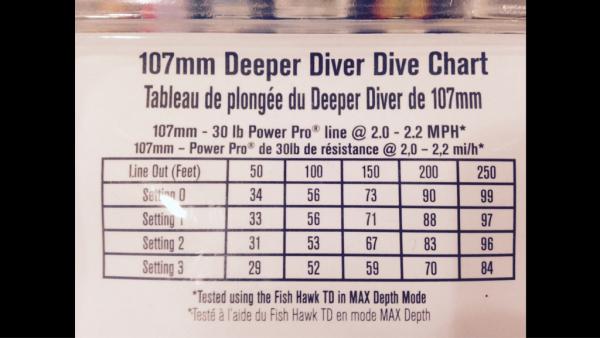 107mm Deeper Diver Dive Chart
Tableau de plongée du Deeper Diver de 107mm
107mm - 30 lb Power Pro® line @ 2.0 - 2.2 MPH*
107mm – Power Pro® de 30lb de résistance @ 2,0 – 2,2 mi/h*
Line Out (Feet) 50 100 150 200 250
Setting 0 34 56 73 90 99
Setting 1 33 56 71 88 97
Setting 2 31 53 67 83 96
Setting 3 29 52 59 70 84
*Tested using the Fish Hawk TD in MAX Depth Mode
*Testé à l'aide du Fish Hawk TD en mode MAX Depth